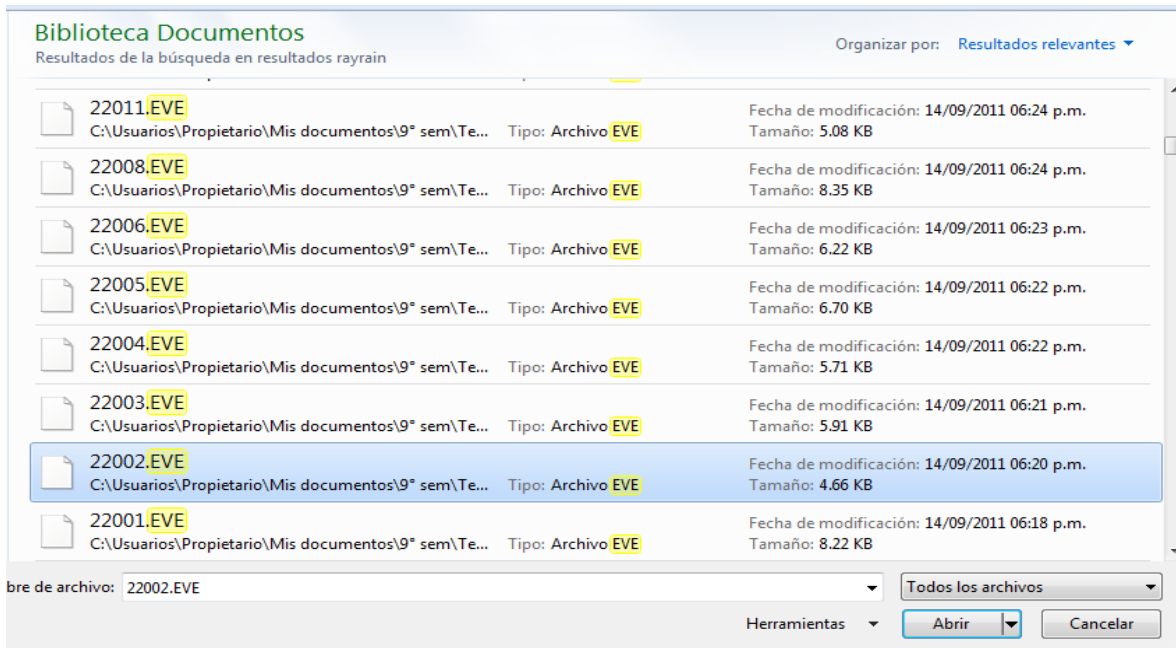 Biblioteca Documentos
Resultados de la búsqueda en resultados rayrain
Organizar por: Resultados relevantes
22011.EVE
C:\Usuarios\Propietario\Mis documentos\9° sem\Te... Tipo: Archivo EVE
Fecha de modificación: 14/09/2011 06:24 p.m.
Tamaño: 5.08 KB
22008.EVE
C:\Usuarios\Propietario\Mis documentos\9° sem\Te... Tipo: Archivo EVE
Fecha de modificación: 14/09/2011 06:24 p.m.
Tamaño: 8.35 KB
22006.EVE
C:\Usuarios\Propietario\Mis documentos\9° sem\Te... Tipo: Archivo EVE
Fecha de modificación: 14/09/2011 06:23 p.m.
Tamaño: 6.22 KB
22005.EVE
C:\Usuarios\Propietario\Mis documentos\9° sem\Te... Tipo: Archivo EVE
Fecha de modificación: 14/09/2011 06:22 p.m.
Tamaño: 6.70 KB
22004.EVE
C:\Usuarios\Propietario\Mis documentos\9° sem\Te... Tipo: Archivo EVE
Fecha de modificación: 14/09/2011 06:22 p.m.
Tamaño: 5.71 KB
22003.EVE
C:\Usuarios\Propietario\Mis documentos\9° sem\Te... Tipo: Archivo EVE
Fecha de modificación: 14/09/2011 06:21 p.m.
Tamaño: 5.91 KB
22002.EVE
C:\Usuarios\Propietario\Mis documentos\9° sem\Te... Tipo: Archivo EVE
Fecha de modificación: 14/09/2011 06:20 p.m.
Tamaño: 4.66 KB
22001.EVE
C:\Usuarios\Propietario\Mis documentos\9° sem\Te... Tipo: Archivo EVE
Fecha de modificación: 14/09/2011 06:18 p.m.
Tamaño: 8.22 KB
bre de archivo: 22002.EVE
Todos los archivos
Herramientas
Abrir
Cancelar